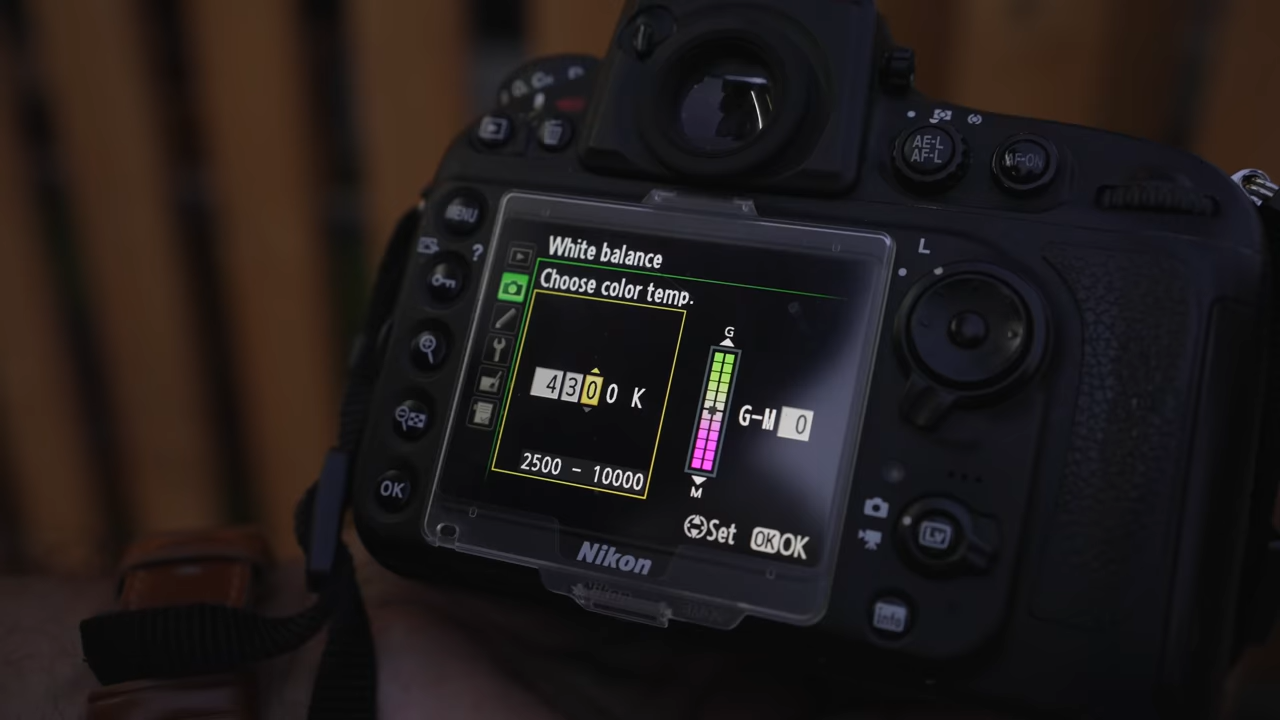 AE-L
AF-L
AF-ON
MENU
?
L
White balance
Choose color temp.
4300 K
2500 - 10000
G
G-M 0
M
Set OK OK
OK
Nikon
Lv
Info